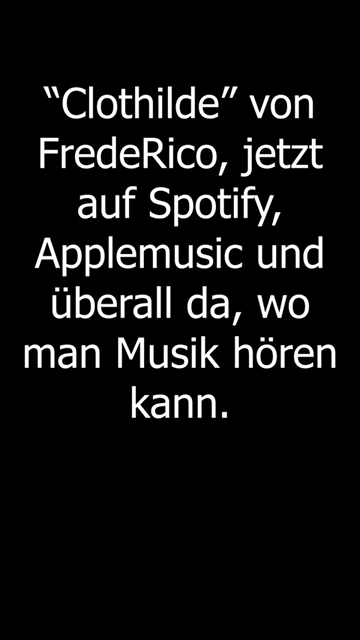 “Clothilde” von
FredeRico, jetzt
auf Spotify,
Applemusic und
überall da, wo
man Musik hören
kann.